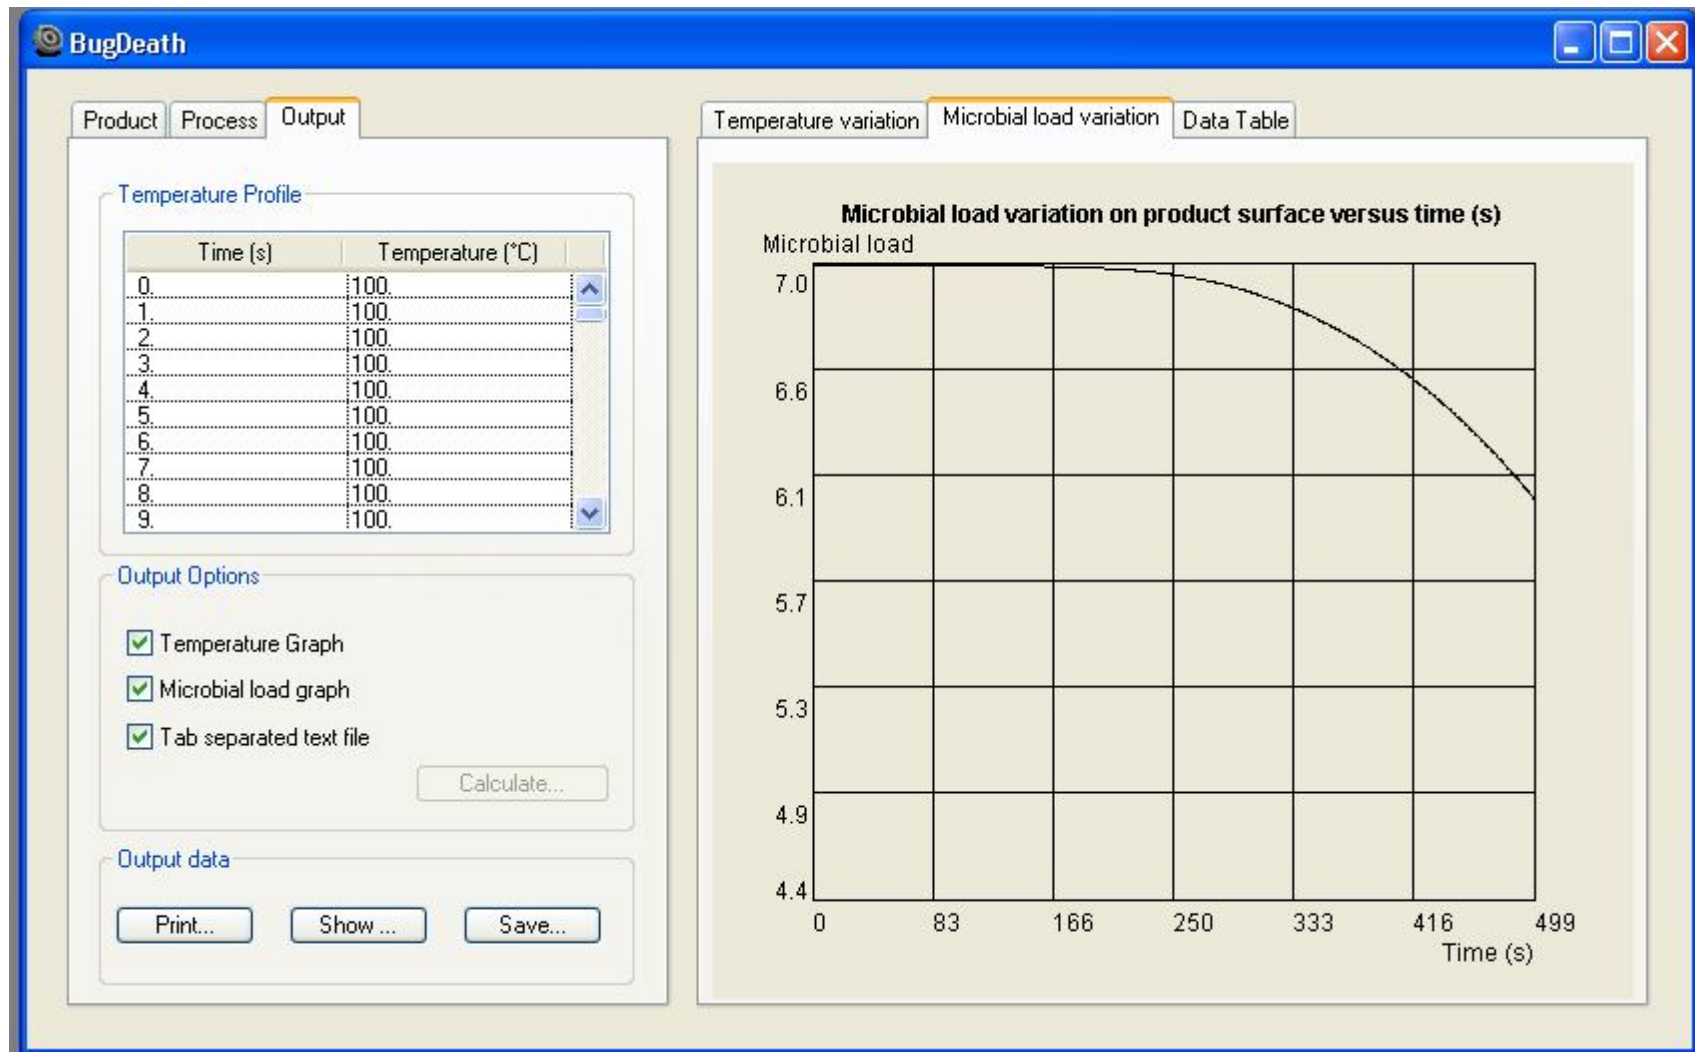 BugDeath
Product Process Output
Temperature Profile
Time (s) Temperature (°C)
0. 100.
1. 100.
2. 100.
3. 100.
4. 100.
5. 100.
6. 100.
7. 100.
8. 100.
9. 100.
Output Options
Temperature Graph
Microbial load graph
Tab separated text file
Calculate...
Output data
Print... Show ... Save...
Temperature variation Microbial load variation Data Table
Microbial load variation on product surface versus time (s)
Microbial load
7.0
6.6
6.1
5.7
5.3
4.9
4.4
0 83 166 250 333 416 499
Time (s)